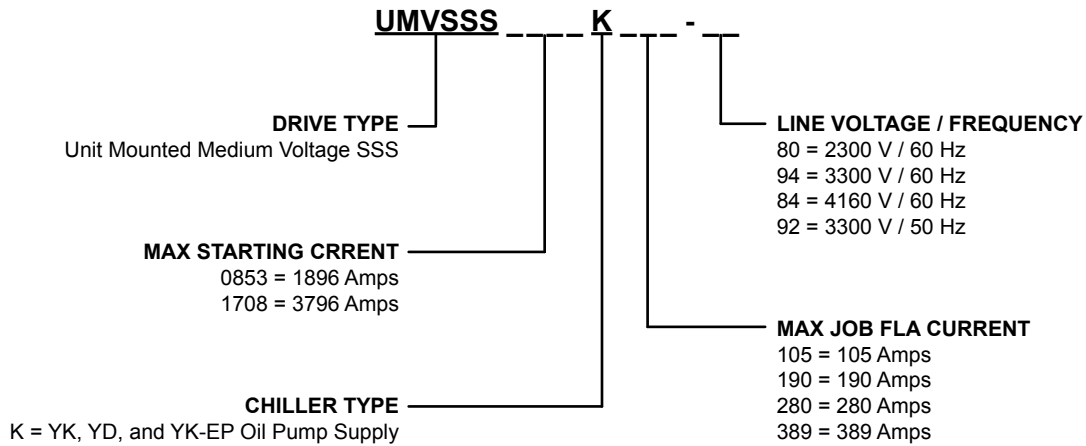 UMVSSS _ _ _ _ K _ _ _ - _ _
DRIVE TYPE
Unit Mounted Medium Voltage SSS
MAX STARTING CRRENT
0853 = 1896 Amps
1708 = 3796 Amps
CHILLER TYPE
K = YK, YD, and YK-EP Oil Pump Supply
LINE VOLTAGE / FREQUENCY
80 = 2300 V / 60 Hz
94 = 3300 V / 60 Hz
84 = 4160 V / 60 Hz
92 = 3300 V / 50 Hz
MAX JOB FLA CURRENT
105 = 105 Amps
190 = 190 Amps
280 = 280 Amps
389 = 389 Amps